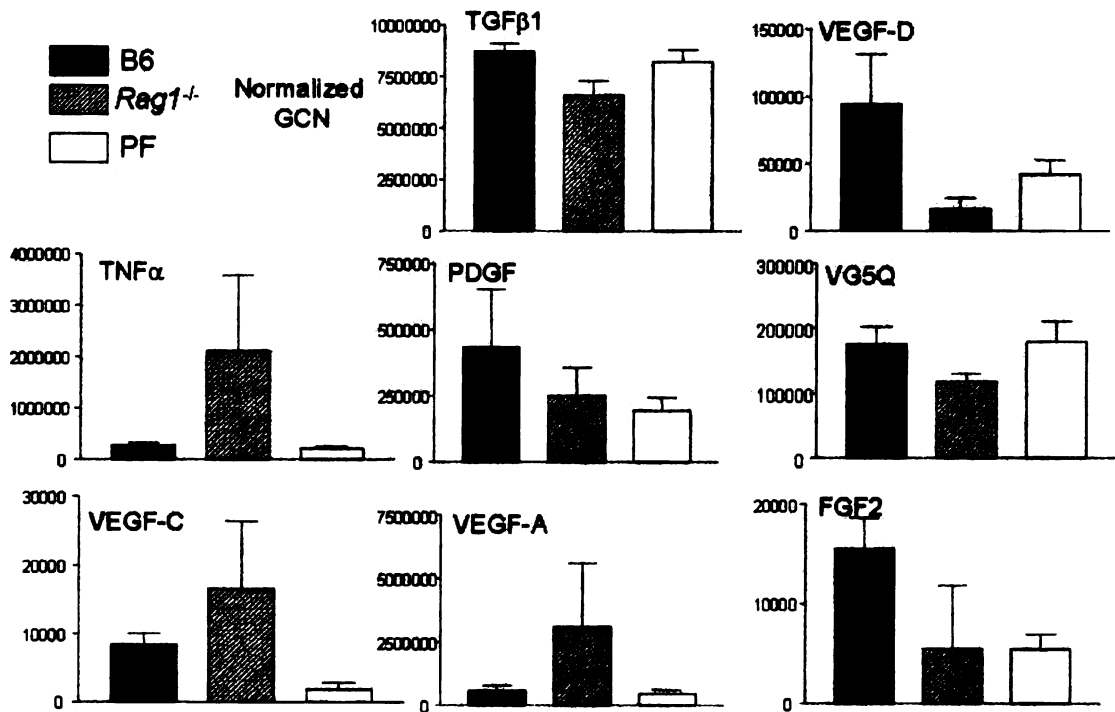 B6
Rag1-/-
PF
Normalized
GCN
TGFβ1
10000000
7500000
5000000
2500000
0
VEGF-D
150000
100000
50000
0
TNFα
4000000
3000000
2000000
1000000
0
PDGF
750000
500000
250000
0
VG5Q
300000
200000
100000
0
VEGF-C
30000
20000
10000
0
VEGF-A
7500000
5000000
2500000
0
FGF2
20000
10000
0